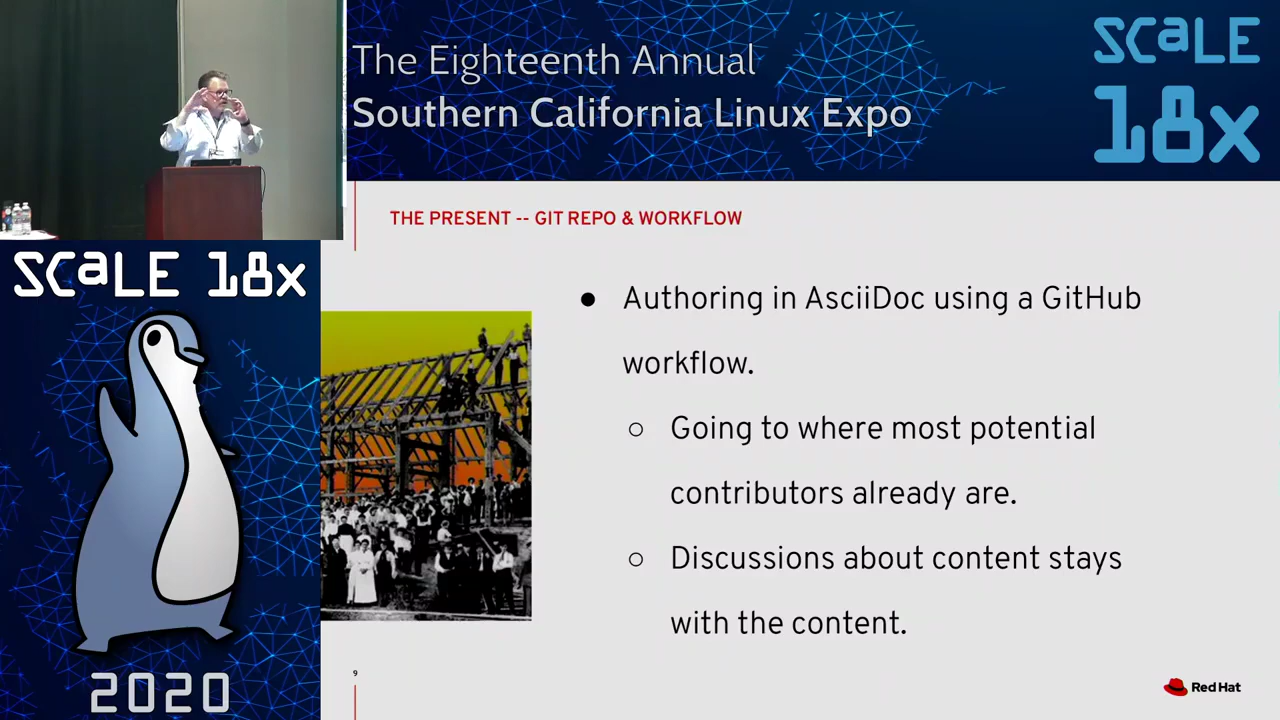 The Eighteenth Annual
Southern California Linux Expo
SCaLE
18x
THE PRESENT -- GIT REPO & WORKFLOW
SCaLE 18x
● Authoring in AsciiDoc using a GitHub
workflow.
○ Going to where most potential
contributors already are.
○ Discussions about content stays
with the content.
2020
9
Red Hat